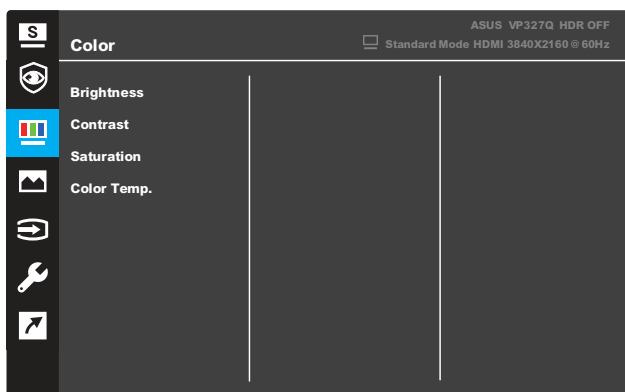 S
ASUS VP327Q HDR OFF
Color
Standard Mode HDMI 3840X2160@60Hz
Brightness
Contrast
Saturation
Color Temp.